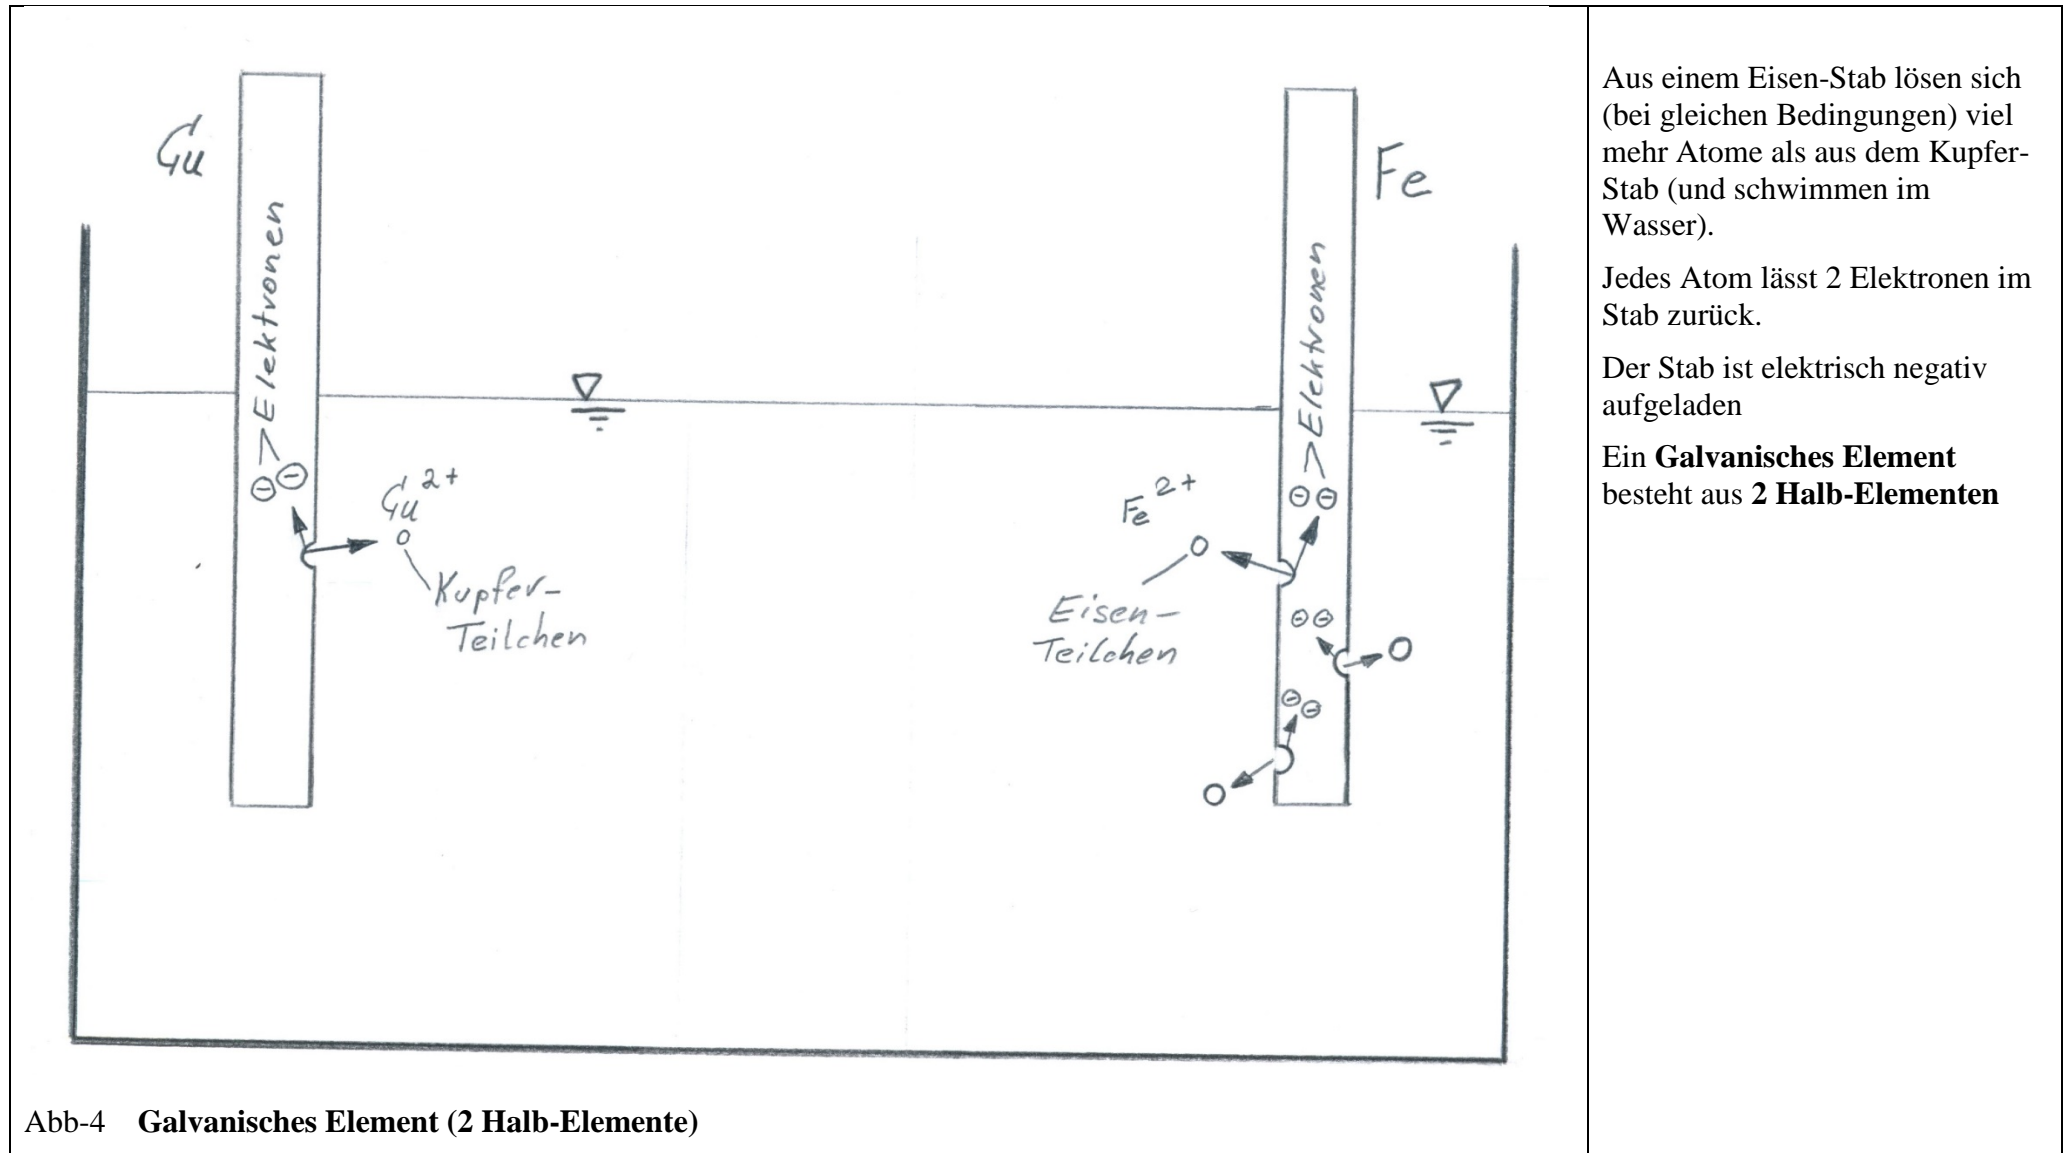 Cu
Fe
Elektronen
Elektronen
Cu2+
Kupfer-
Teilchen
Fe2+
Eisen-
Teilchen
Abb-4 Galvanisches Element (2 Halb-Elemente)
Aus einem Eisen-Stab lösen sich
(bei gleichen Bedingungen) viel
mehr Atome als aus dem Kupfer-
Stab (und schwimmen im
Wasser).
Jedes Atom lässt 2 Elektronen im
Stab zurück.
Der Stab ist elektrisch negativ
aufgeladen
Ein Galvanisches Element
besteht aus 2 Halb-Elementen